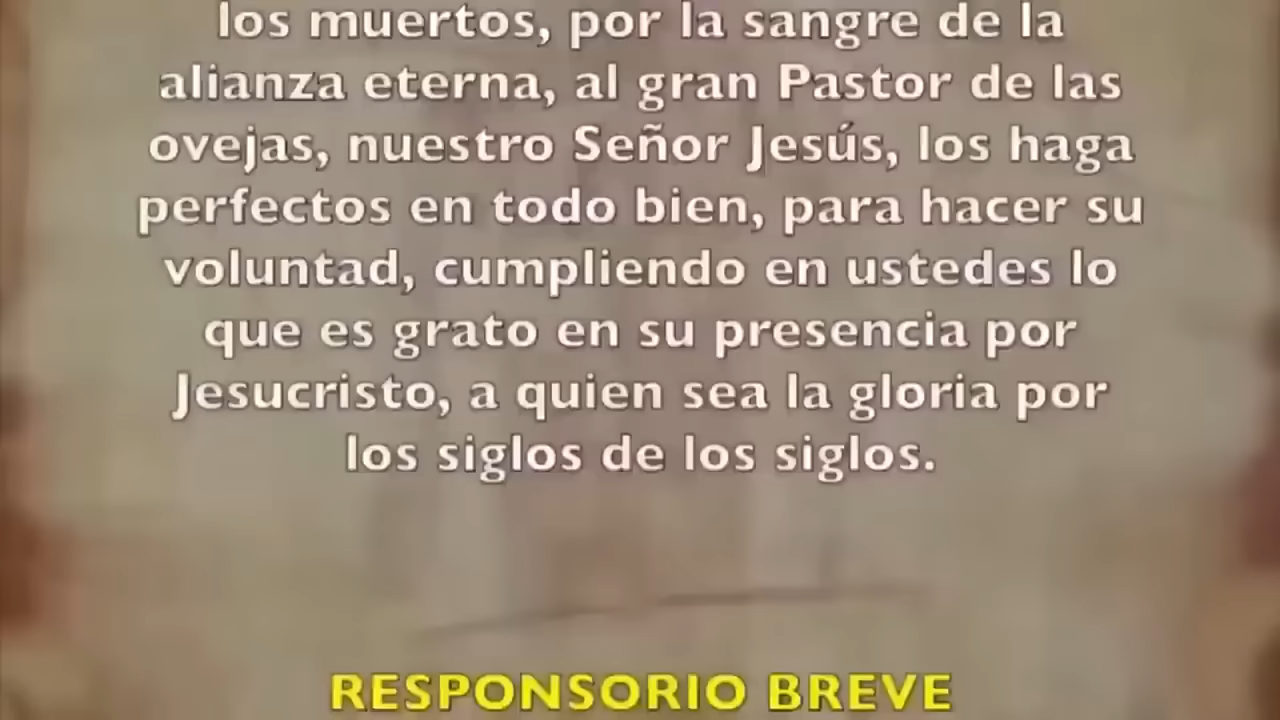 los muertos, por la sangre de la
alianza eterna, al gran Pastor de las
ovejas, nuestro Señor Jesús, los haga
perfectos en todo bien, para hacer su
voluntad, cumpliendo en ustedes lo
que es grato en su presencia por
Jesucristo, a quien sea la gloria por
los siglos de los siglos.
RESPONSORIO BREVE